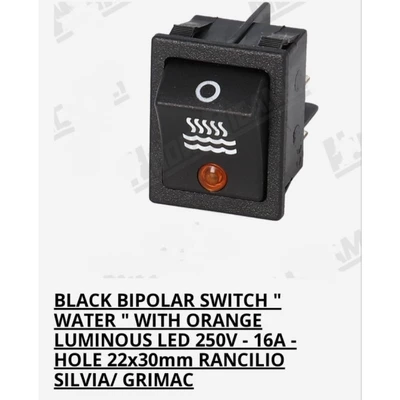 BLACK BIPOLAR SWITCH "
WATER " WITH ORANGE
LUMINOUS LED 250V - 16A -
HOLE 22x30mm RANCILIO
SILVIA/ GRIMAC